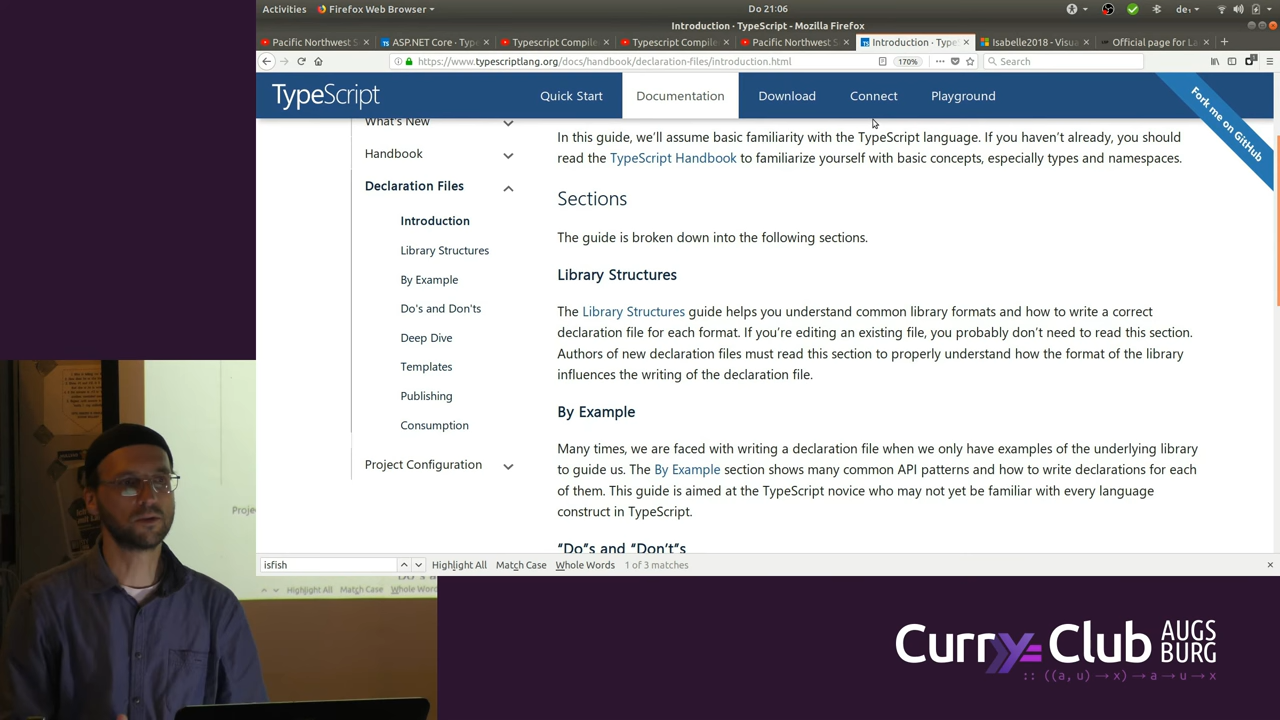 Activities
Firefox Web Browser
Do 21:06
de
Introduction · TypeScript - Mozilla Firefox
Pacific Northwest S
ASP.NET Core · Typ
Typescript Compile
Typescript Compile
Pacific Northwest S
Introduction · Type
Isabelle2018 - Visua
Official page for La
https://www.typescriptlang.org/docs/handbook/declaration-files/introduction.html
170%
Search
TypeScript
Quick Start
Documentation
Download
Connect
Playground
Fork me on GitHub
What's New
Handbook
Declaration Files
Introduction
Library Structures
By Example
Do's and Don'ts
Deep Dive
Templates
Publishing
Consumption
Project Configuration
In this guide, we'll assume basic familiarity with the TypeScript language. If you haven't already, you should
read the TypeScript Handbook to familiarize yourself with basic concepts, especially types and namespaces.
Sections
The guide is broken down into the following sections.
Library Structures
The Library Structures guide helps you understand common library formats and how to write a correct
declaration file for each format. If you're editing an existing file, you probably don't need to read this section.
Authors of new declaration files must read this section to properly understand how the format of the library
influences the writing of the declaration file.
By Example
Many times, we are faced with writing a declaration file when we only have examples of the underlying library
to guide us. The By Example section shows many common API patterns and how to write declarations for each
of them. This guide is aimed at the TypeScript novice who may not yet be familiar with every language
construct in TypeScript.
“Do”s and “Don’t”s
isfish
Highlight All
Match Case
Whole Words
1 of 3 matches
Highlight All
Match Case
Curry Club AUGS
BURG
:: ((a, u) → x) → a → u → x